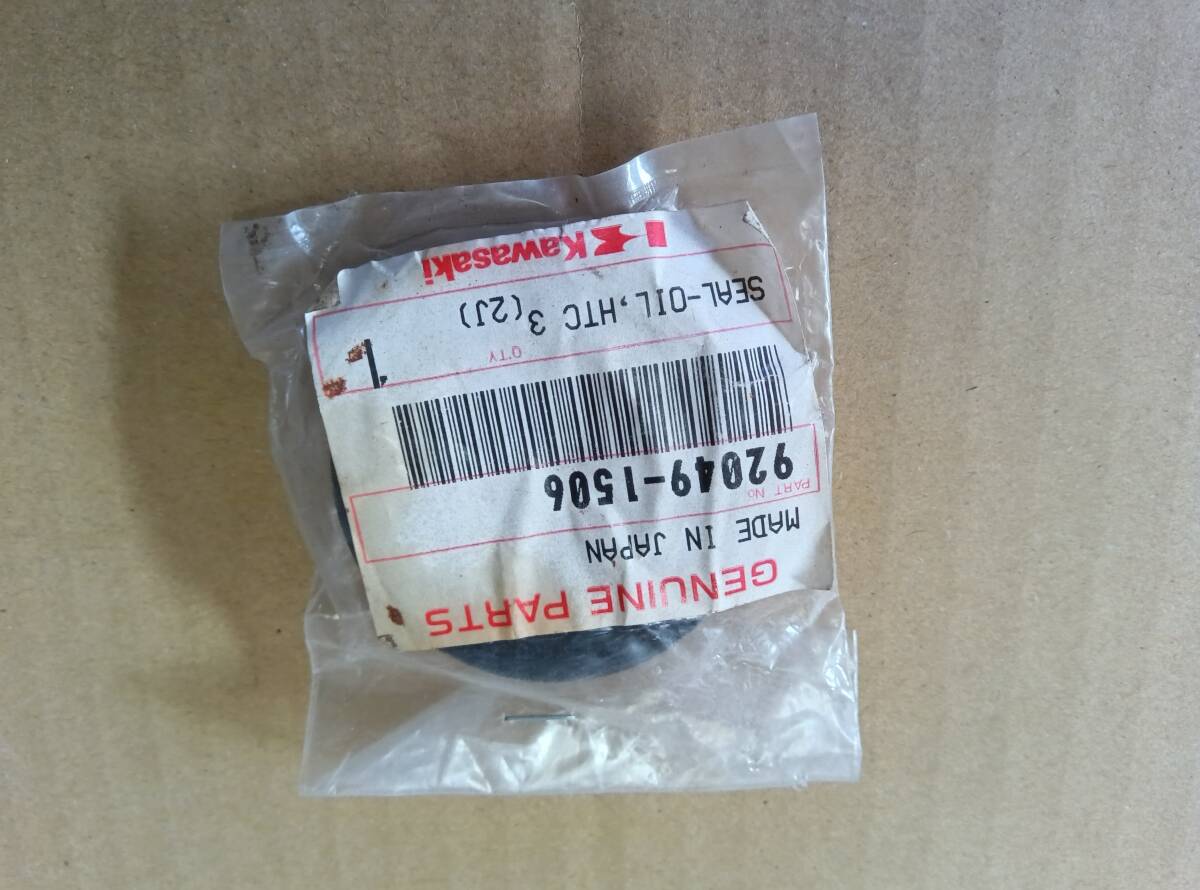 GENUINE PARTS
MADE IN JAPAN
PART No
92049-1506
Q'TY
1
SEAL-OIL,HTC 3(2J)
Kawasaki